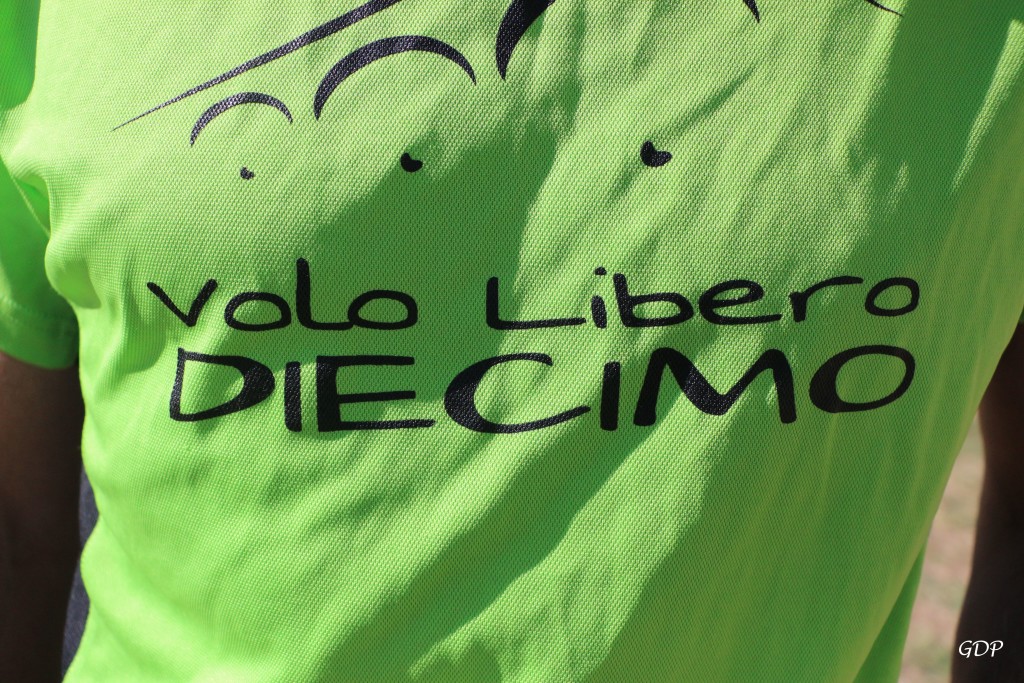 Volo Libero
DIECIMO
GDP